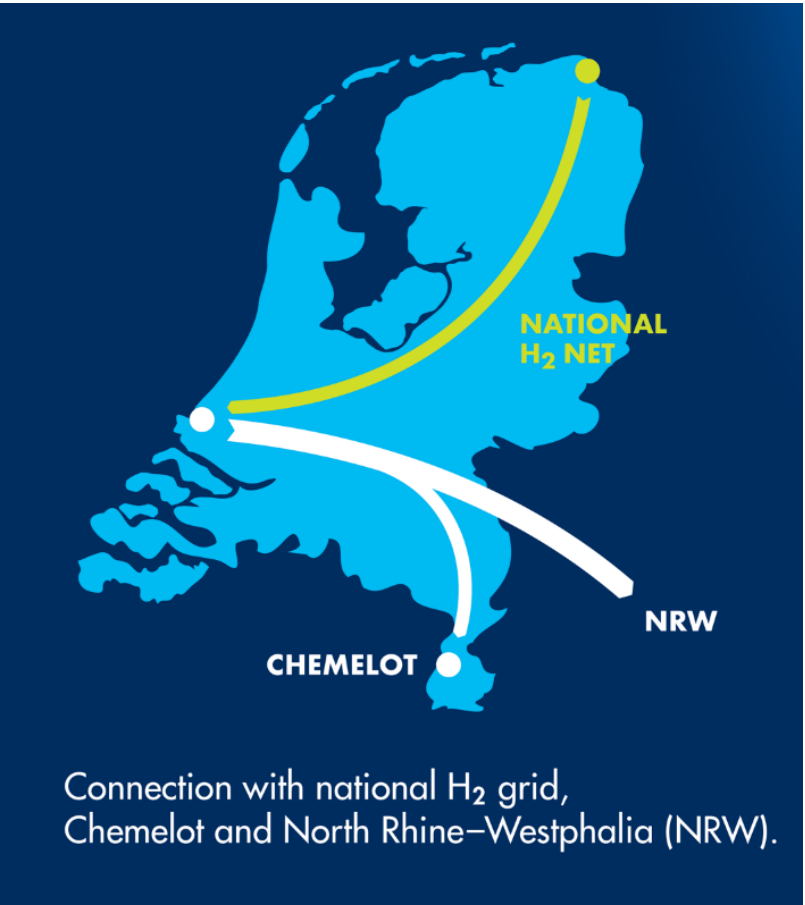 NATIONAL
H₂ NET
NRW
CHEMELOT
Connection with national H₂ grid,
Chemelot and North Rhine–Westphalia (NRW).